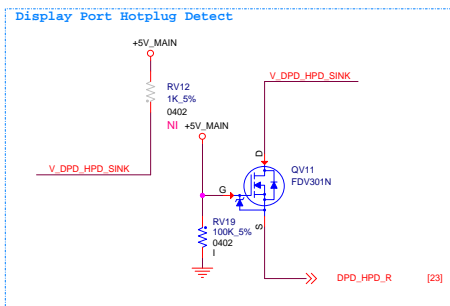 Display Port Hotplug Detect
+5V_MAIN
RV12
1K_5%
0402
NI
V_DPD_HPD_SINK
+5V_MAIN
V_DPD_HPD_SINK
D
G
S
QV11
FDV301N
RV19
100K_5%
0402
I
DPD_HPD_R [23]